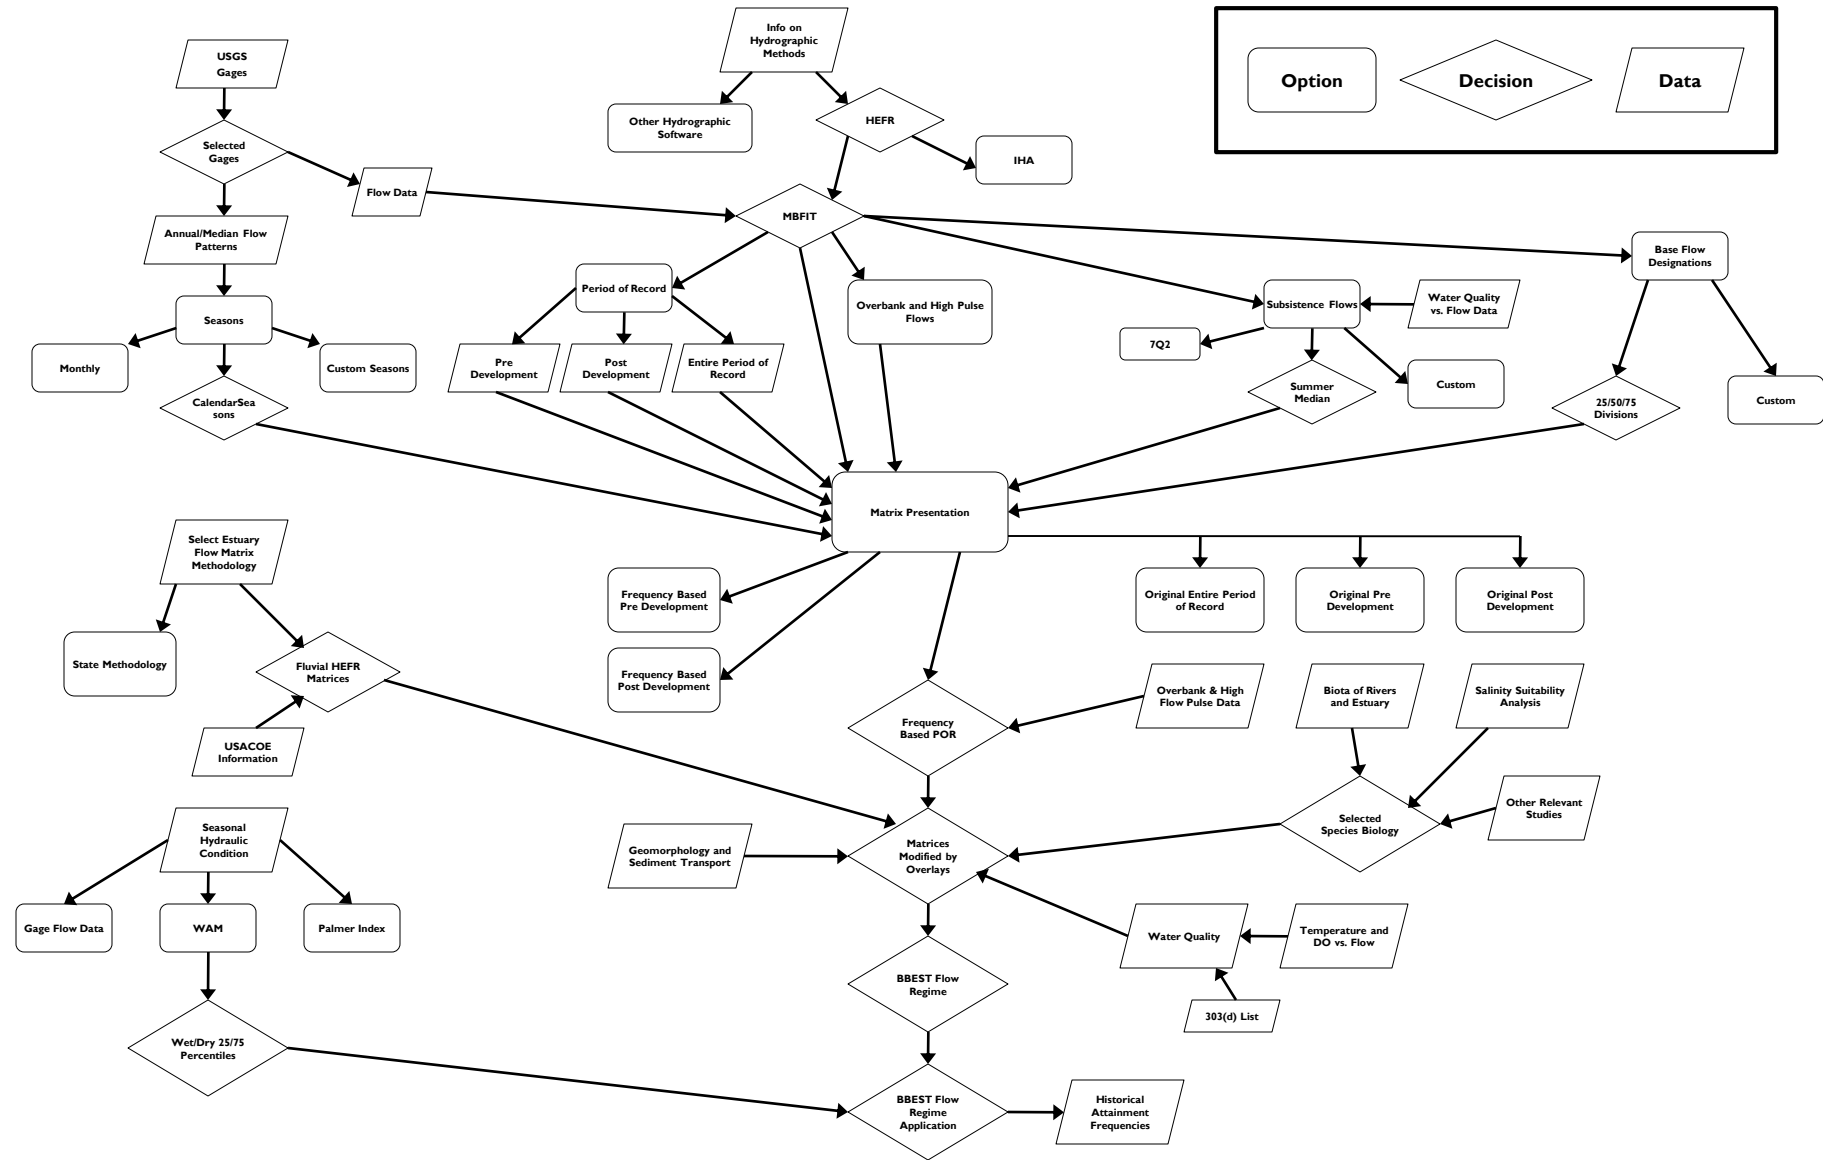 Info on
Hydrographic
Methods
USGS
Gages
Option
Decision
Data
Other Hydrographic
Software
HEFR
IHA
Selected
Gages
Flow Data
MBFIT
Annual/Median Flow
Patterns
Base Flow
Designations
Period of Record
Overbank and High Pulse
Flows
Subsistence Flows
Water Quality
vs. Flow Data
Seasons
7Q2
Monthly
Custom Seasons
Pre
Development
Post
Development
Entire Period of
Record
Summer
Median
Custom
CalendarSea
sons
25/50/75
Divisions
Custom
Matrix Presentation
Select Estuary
Flow Matrix
Methodology
Frequency Based
Pre Development
Original Entire Period
of Record
Original Pre
Development
Original Post
Development
State Methodology
Fluvial HEFR
Matrices
Frequency Based
Post Development
Overbank & High
Flow Pulse Data
Biota of Rivers
and Estuary
Salinity Suitability
Analysis
Frequency
Based POR
USACOE
Information
Other Relevant
Studies
Seasonal
Hydraulic
Condition
Selected
Species Biology
Geomorphology and
Sediment Transport
Matrices
Modified by
Overlays
Gage Flow Data
WAM
Palmer Index
Water Quality
Temperature and
DO vs. Flow
BBEST Flow
Regime
303(d) List
Wet/Dry 25/75
Percentiles
BBEST Flow
Regime
Application
Historical
Attainment
Frequencies